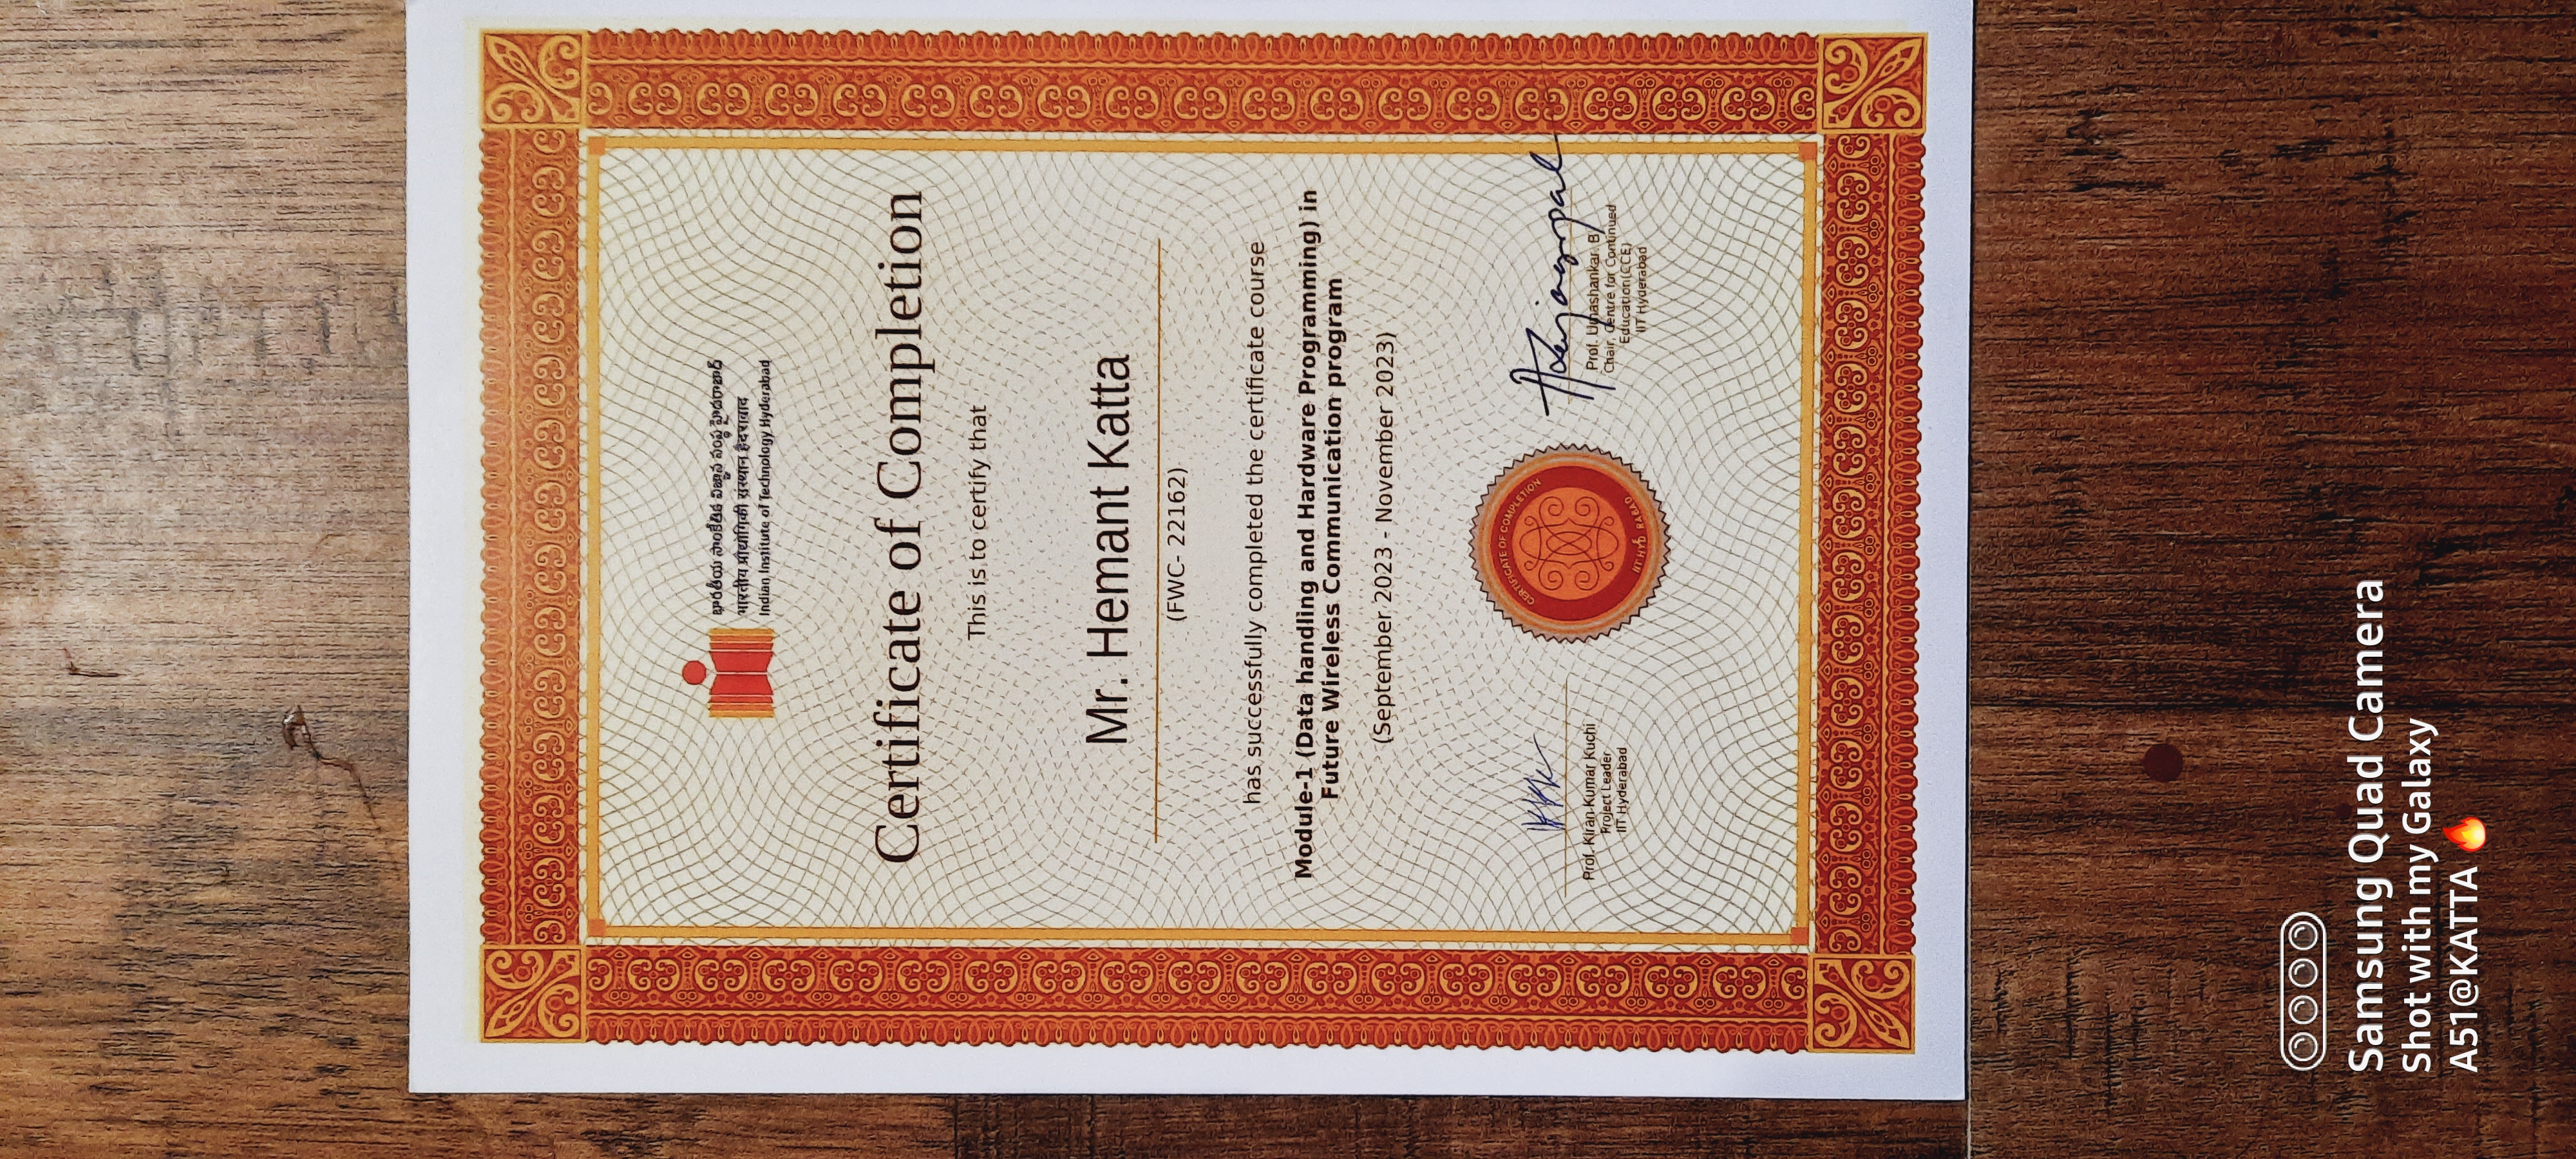 భారతీయ సాంకేతిక విజ్ఞాన సంస్థ హైదరాబాద్
भारतीय प्रौद्योगिकी संस्थान हैदराबाद
Indian Institute of Technology Hyderabad
Certificate of Completion
This is to certify that
Mr. Hemant Katta
(FWC- 22162)
has successfully completed the certificate course
Module-1 (Data handling and Hardware Programming) in
Future Wireless Communication program
(September 2023 - November 2023)
Prof. Kiran Kumar Kuchi
Project Leader
IIT Hyderabad
CERTIFICATE OF COMPLETION
Prof. Umashankar. B
Chair, Centre for Continued
Education(CCE)
IIT Hyderabad
Samsung Quad Camera
Shot with my Galaxy
A51@KATTA 🔥